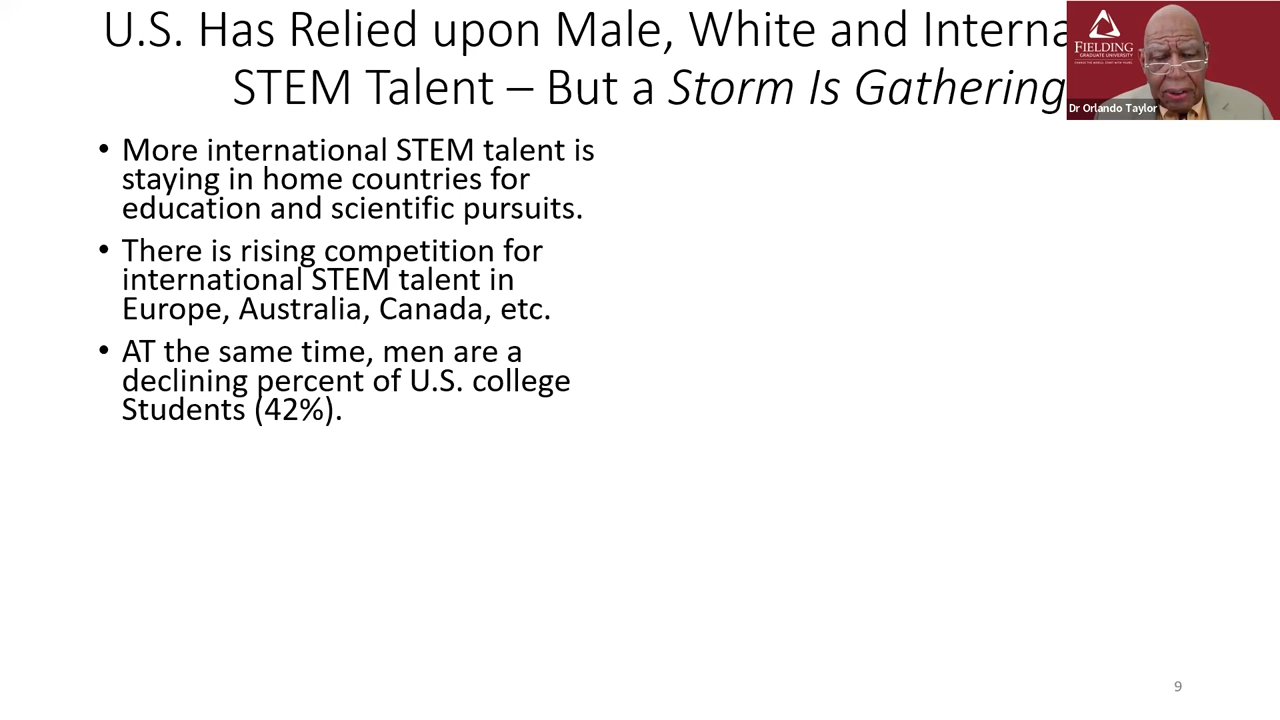 U.S. Has Relied upon Male, White and Interna
STEM Talent – But a Storm Is Gathering
• More international STEM talent is
staying in home countries for
education and scientific pursuits.
• There is rising competition for
international STEM talent in
Europe, Australia, Canada, etc.
• AT the same time, men are a
declining percent of U.S. college
Students (42%).
FIELDING
GRADUATE UNIVERSITY
Dr Orlando Taylor
9